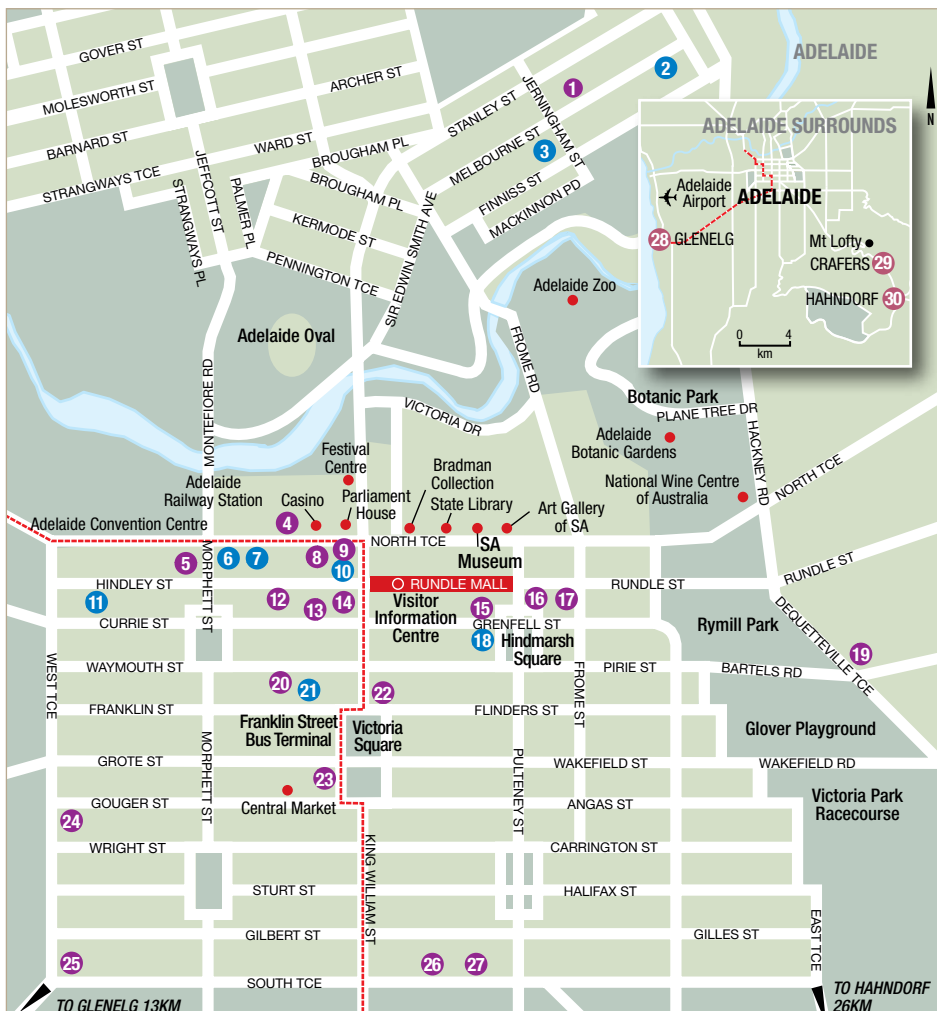 GOVER ST
MOLESWORTH ST
BARNARD ST
STRANGWAYS TCE
ARCHER ST
WARD ST
BROUGHAM PL
BROUGHAM PL
JEFFCOTT ST
PALMER PL
STRANGWAYS PL
KERMODE ST
PENNINGTON TCE
SIR EDWIN SMITH AVE
STANLEY ST
MELBOURNE ST
JERNINGHAM ST
FINNISS ST
MACKINNON PD
1
2
3
ADELAIDE
N
ADELAIDE SURROUNDS
Adelaide
Airport
ADELAIDE
28 GLENELG
Mt Lofty
CRAFERS 29
HAHNDORF 30
0 4
km
Adelaide Zoo
Adelaide Oval
FROME RD
MONTEFIORE RD
VICTORIA DR
Botanic Park
PLANE TREE DR
HACKNEY RD
Adelaide
Botanic Gardens
National Wine Centre
of Australia
NORTH TCE
Festival
Centre
Adelaide
Railway Station
Casino
Parliament
House
Bradman
Collection
State Library
Art Gallery
of SA
Adelaide Convention Centre
4
NORTH TCE
SA
Museum
5
MORPHETT ST
6
7
8
9
10
HINDLEY ST
RUNDLE MALL
RUNDLE ST
RUNDLE ST
11
12
13
14
Visitor
Information
Centre
15
16
17
CURRIE ST
GRENFELL ST
18
Hindmarsh
Square
Rymill Park
DEQUETTEVILLE TCE
19
WEST TCE
WAYMOUTH ST
PIRIE ST
BARTELS RD
FROME ST
20
21
22
FRANKLIN ST
FLINDERS ST
Franklin Street
Bus Terminal
Victoria
Square
Glover Playground
MORPHETT ST
PULTENEY ST
GROTE ST
WAKEFIELD ST
WAKEFIELD RD
23
Central Market
GOUGER ST
ANGAS ST
Victoria Park
Racecourse
24
WRIGHT ST
KING WILLIAM ST
CARRINGTON ST
STURT ST
HALIFAX ST
GILBERT ST
GILLES ST
EAST TCE
25
26
27
SOUTH TCE
TO GLENELG 13KM
TO HAHNDORF
26KM